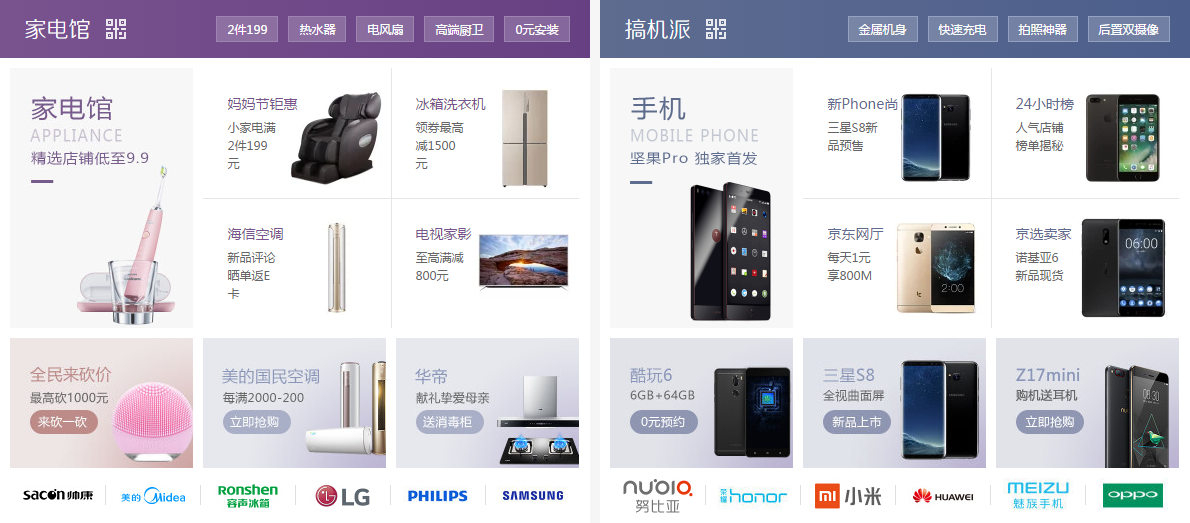 家电馆
2件199
热水器
电风扇
高端厨卫
0元安装
家电馆
APPLIANCE
精选店铺低至9.9
妈妈节钜惠
小家电满
2件199
元
冰箱洗衣机
领券最高
减1500
元
海信空调
新品评论
晒单返E
卡
电视家影
至高满减
800元
全民来砍价
最高砍1000元
来砍一砍
美的国民空调
每满2000-200
立即抢购
华帝
献礼挚爱母亲
送消毒柜
sacon 帅康
美的 Midea
Ronshen
容声冰箱
LG
PHILIPS
SAMSUNG
搞机派
金属机身
快速充电
拍照神器
后置双摄像
手机
MOBILE PHONE
坚果Pro 独家首发
新Phone尚
三星S8新
品预售
24小时榜
人气店铺
榜单揭秘
京东网厅
每天1元
享800M
2:00
京选卖家
诺基亚6
新品现货
06:00
酷玩6
6GB+64GB
0元预约
三星S8
全视曲面屏
新品上市
Z17mini
购机送耳机
立即抢购
08:30
nubia
努比亚
荣耀 honor
mi 小米
HUAWEI
MEIZU
魅族手机
oppo